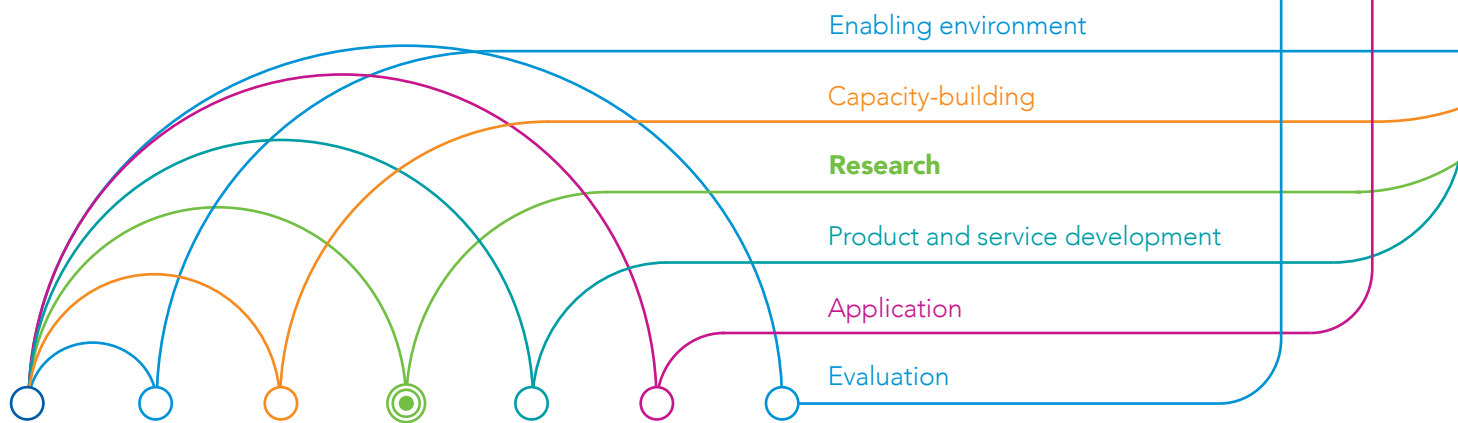 Enabling environment
Capacity-building
Research
Product and service development
Application
Evaluation